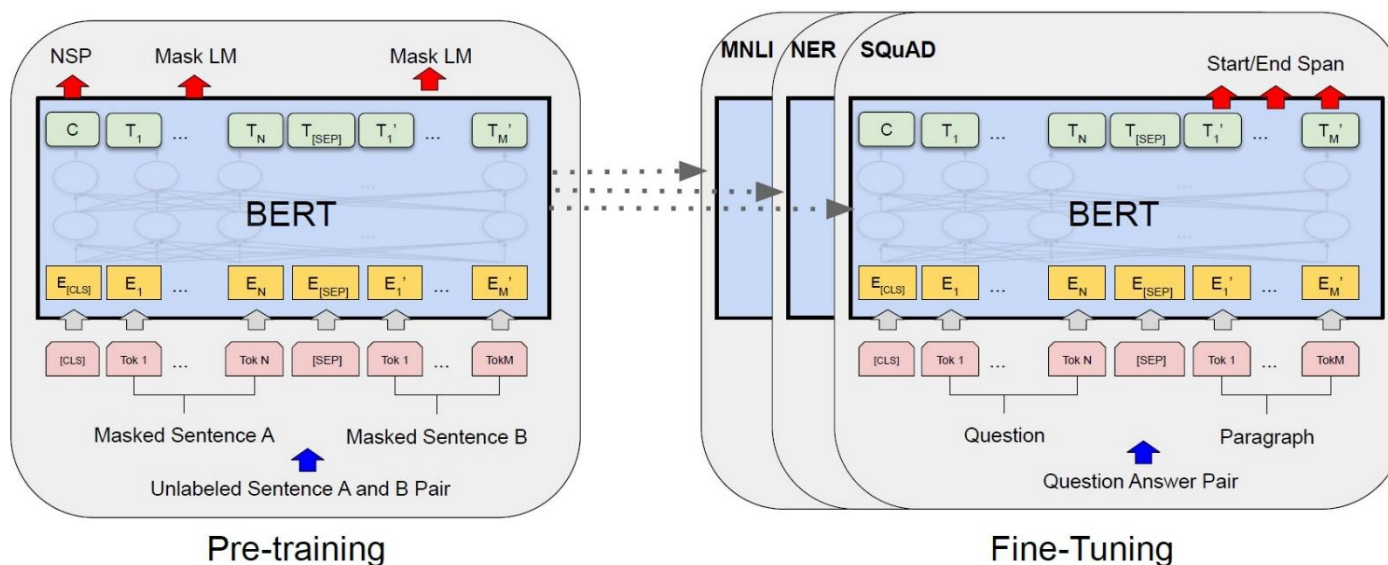 NSP Mask LM Mask LM
C T1 ... TN T[SEP] T1' ... TM'
...
BERT
...
E[CLS] E1 ... EN E[SEP] E1' ... EM'
[CLS] Tok 1 ... Tok N [SEP] Tok 1 ... TokM
Masked Sentence A Masked Sentence B
Unlabeled Sentence A and B Pair
Pre-training
MNLI NER SQuAD
Start/End Span
C T1 ... TN T[SEP] T1' ... TM'
...
BERT
...
E[CLS] E1 ... EN E[SEP] E1' ... EM'
[CLS] Tok 1 ... Tok N [SEP] Tok 1 ... TokM
Question Paragraph
Question Answer Pair
Fine-Tuning